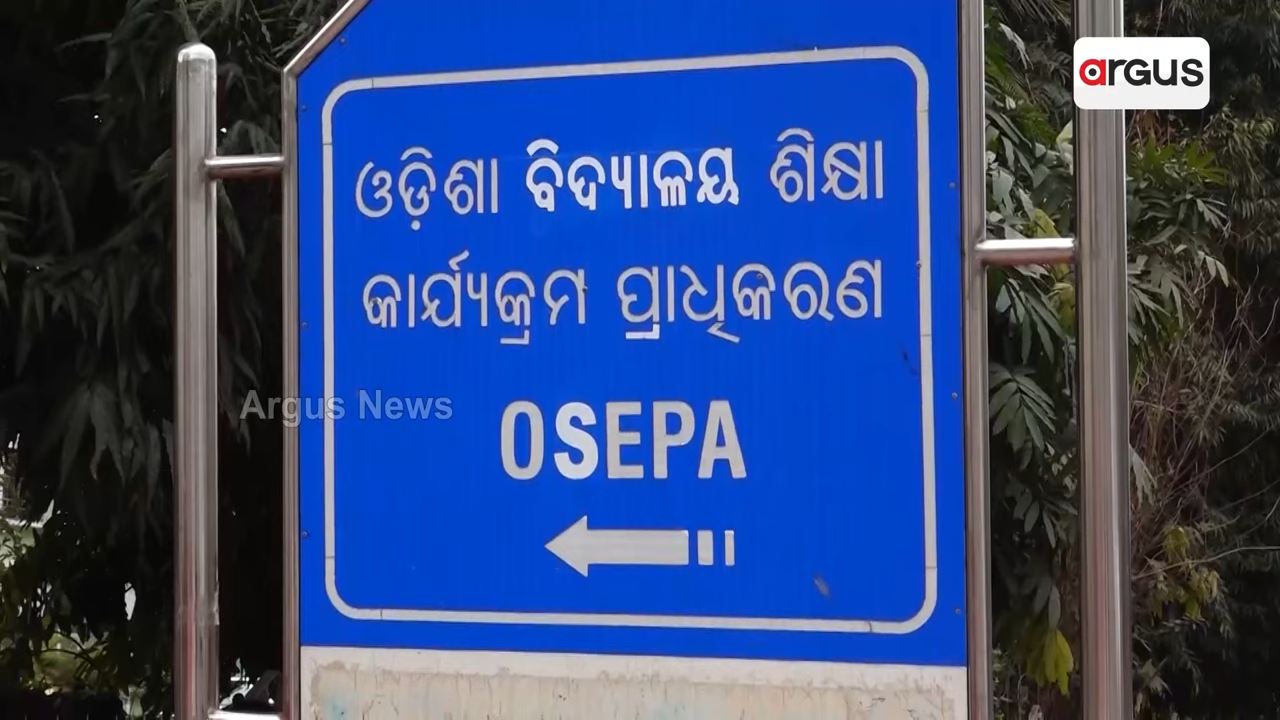 argus
ଓଡ଼ିଶା ବିଦ୍ୟାଳୟ ଶିକ୍ଷା
କାର୍ଯ୍ୟକ୍ରମ ପ୍ରାଧିକରଣ
Argus News
OSEPA